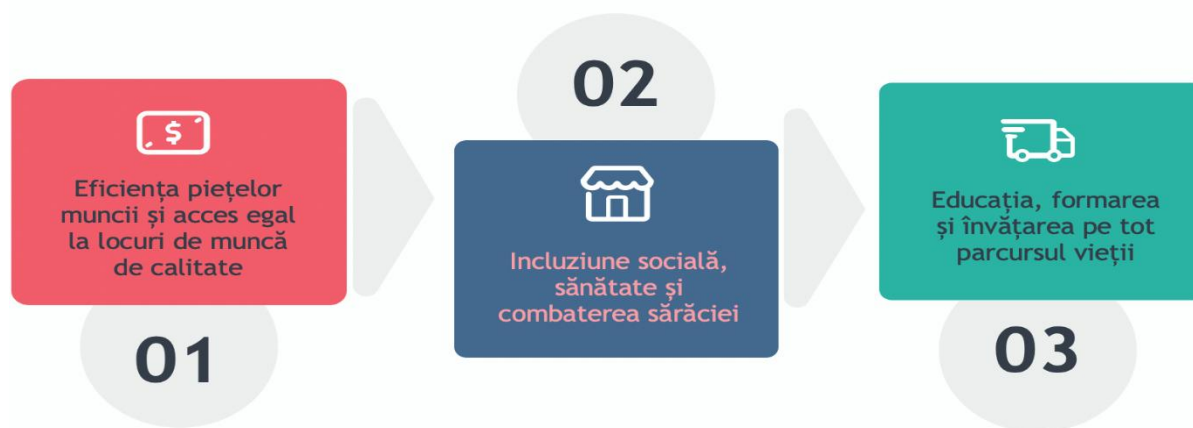 01
Eficiența piețelor
muncii și acces egal
la locuri de muncă
de calitate
02
Incluziune socială,
sănătate și
combaterea sărăciei
03
Educația, formarea
și învățarea pe tot
parcursul vieții